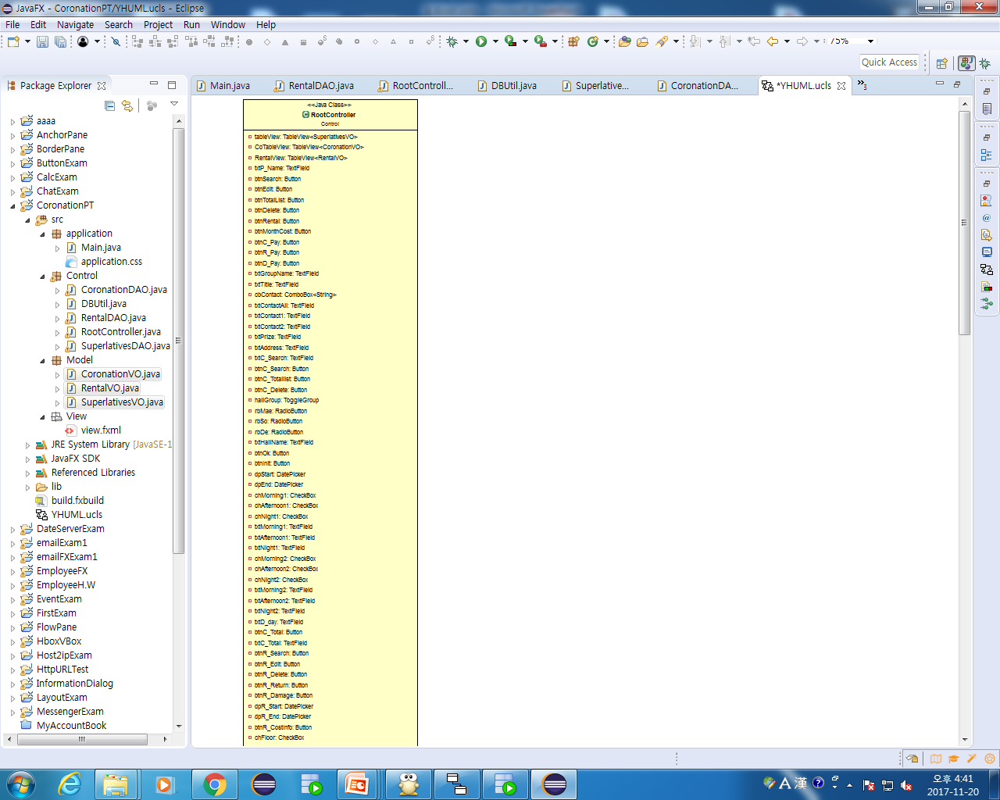 JavaFX - CoronationPT/YHUML.ucls - Eclipse
File Edit Navigate Search Project Run Window Help
75%
Quick Access
Package Explorer
Main.java
RentalDAO.java
RootControll...
DBUtil.java
Superlative...
CoronationDA...
*YHUML.ucls
3
aaaa
AnchorPane
BorderPane
ButtonExam
CalcExam
ChatExam
CoronationPT
src
application
Main.java
application.css
Control
CoronationDAO.java
DBUtil.java
RentalDAO.java
RootController.java
SuperlativesDAO.java
Model
CoronationVO.java
RentalVO.java
SuperlativesVO.java
View
view.fxml
JRE System Library [JavaSE-1
JavaFX SDK
Referenced Libraries
lib
build.fxbuild
YHUML.ucls
DateServerExam
emailExam1
emailFXExam1
EmployeeFX
EmployeeH.W
EventExam
FirstExam
FlowPane
HboxVBox
Host2ipExam
HttpURLTest
InformationDialog
LayoutExam
MessengerExam
MyAccountBook
<<Java Class>>
RootController
Control
tableView: TableView<SuperlativesVO>
CoTableView: TableView<CoronationVO>
RentalView: TableView<RentalVO>
txtP_Name: TextField
btnSearch: Button
btnEdit: Button
btnTotalList: Button
btnDelete: Button
btnRental: Button
btnMonthCost: Button
btnC_Pay: Button
btnR_Pay: Button
btnD_Pay: Button
txtGroupName: TextField
txtTitle: TextField
cbContact: ComboBox<String>
txtContactAll: TextField
txtContact1: TextField
txtContact2: TextField
txtPrize: TextField
txtAddress: TextField
txtC_Search: TextField
btnC_Search: Button
btnC_Totallist: Button
btnC_Delete: Button
hallGroup: ToggleGroup
rbMae: RadioButton
rbSo: RadioButton
rbDe: RadioButton
txtHallName: TextField
btnOk: Button
btnInit: Button
dpStart: DatePicker
dpEnd: DatePicker
chMorning1: CheckBox
chAfternoon1: CheckBox
chNight1: CheckBox
txtMorning1: TextField
txtAfternoon1: TextField
txtNight1: TextField
chMorning2: CheckBox
chAfternoon2: CheckBox
chNight2: CheckBox
txtMorning2: TextField
txtAfternoon2: TextField
txtNight2: TextField
txtD_day: TextField
btnC_Total: Button
txtC_Total: TextField
btnR_Search: Button
btnR_Edit: Button
btnR_Delete: Button
btnR_Return: Button
btnR_Damage: Button
dpR_Start: DatePicker
dpR_End: DatePicker
btnR_CostInfo: Button
chFloor: CheckBox
A 漢
오후 4:41
2017-11-20